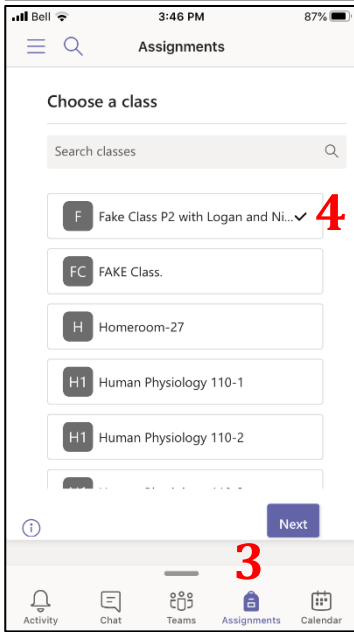 Bell 3:46 PM 87%
Assignments
Choose a class
Search classes
F Fake Class P2 with Logan and Ni... 4
FC FAKE Class.
H Homeroom-27
H1 Human Physiology 110-1
H1 Human Physiology 110-2
Next
3
Activity Chat Teams Assignments Calendar